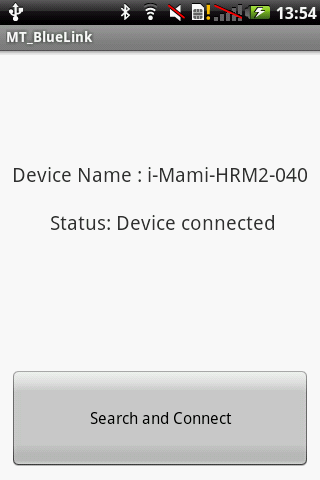 13:54
MT_BlueLink
Device Name : i-Mami-HRM2-040
Status: Device connected
Search and Connect